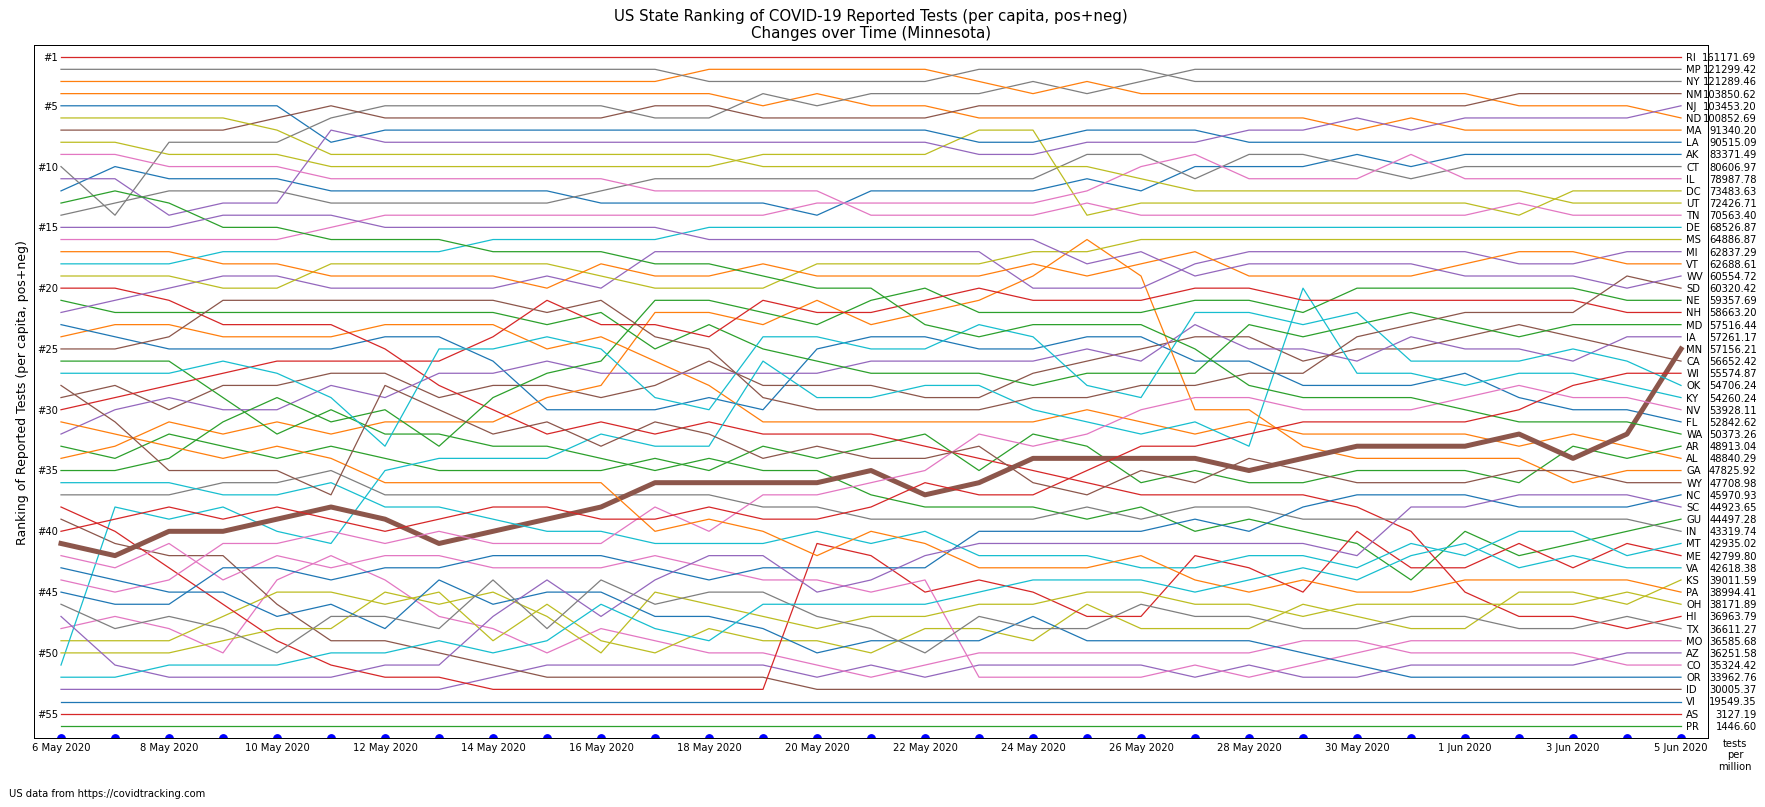 US State Ranking of COVID-19 Reported Tests (per capita, pos+neg)
Changes over Time (Minnesota)
Ranking of Reported Tests (per capita, pos+neg)
#1
#5
#10
#15
#20
#25
#30
#35
#40
#45
#50
#55
RI 161171.69
MP 121299.42
NY 121289.46
NM 103850.62
NJ 103453.20
ND 100852.69
MA 91340.20
LA 90515.09
AK 83371.49
CT 80606.97
IL 78987.78
DC 73483.63
UT 72426.71
TN 70563.40
DE 68526.87
MS 64886.87
MI 62837.29
VT 62688.61
WV 60554.72
SD 60320.42
NE 59357.69
NH 58663.20
MD 57516.44
IA 57261.17
MN 57156.21
CA 56652.42
WI 55574.87
OK 54706.24
KY 54260.24
NV 53928.11
FL 52842.62
WA 50373.26
AR 48913.04
AL 48840.29
GA 47825.92
WY 47708.98
NC 45970.93
SC 44923.65
GU 44497.28
IN 43319.74
MT 42935.02
ME 42799.80
VA 42618.38
KS 39011.59
PA 38994.41
OH 38171.89
HI 36963.79
TX 36611.27
MO 36585.68
AZ 36251.58
CO 35324.42
OR 33962.76
ID 30005.37
VI 19549.35
AS 3127.19
PR 1446.60
6 May 2020
8 May 2020
10 May 2020
12 May 2020
14 May 2020
16 May 2020
18 May 2020
20 May 2020
22 May 2020
24 May 2020
26 May 2020
28 May 2020
30 May 2020
1 Jun 2020
3 Jun 2020
5 Jun 2020
tests
per
million
US data from https://covidtracking.com